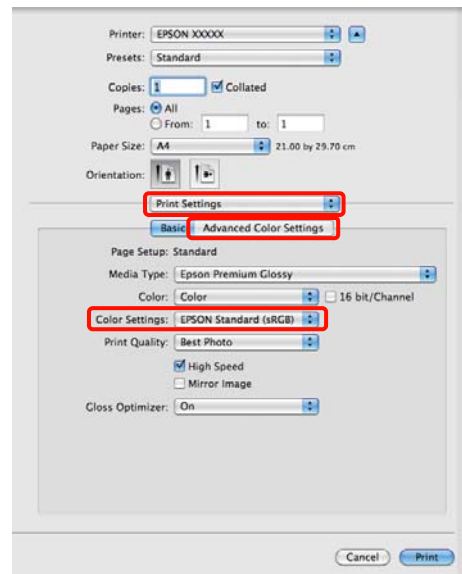 Printer: EPSON XXXXX
Presets: Standard
Copies: 1 Collated
Pages: All
From: 1 to: 1
Paper Size: A4 21.00 by 29.70 cm
Orientation:
Print Settings
Basic Advanced Color Settings
Page Setup: Standard
Media Type: Epson Premium Glossy
Color: Color 16 bit/Channel
Color Settings: EPSON Standard (sRGB)
Print Quality: Best Photo
High Speed
Mirror Image
Gloss Optimizer: On
Cancel Print